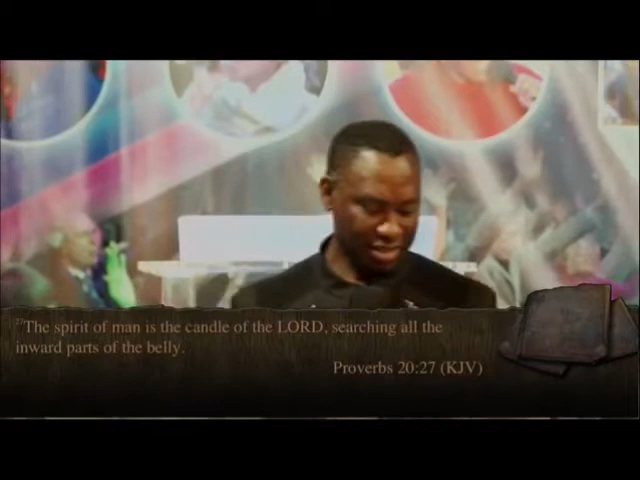 27The spirit of man is the candle of the LORD, searching all the
inward parts of the belly.
Proverbs 20:27 (KJV)